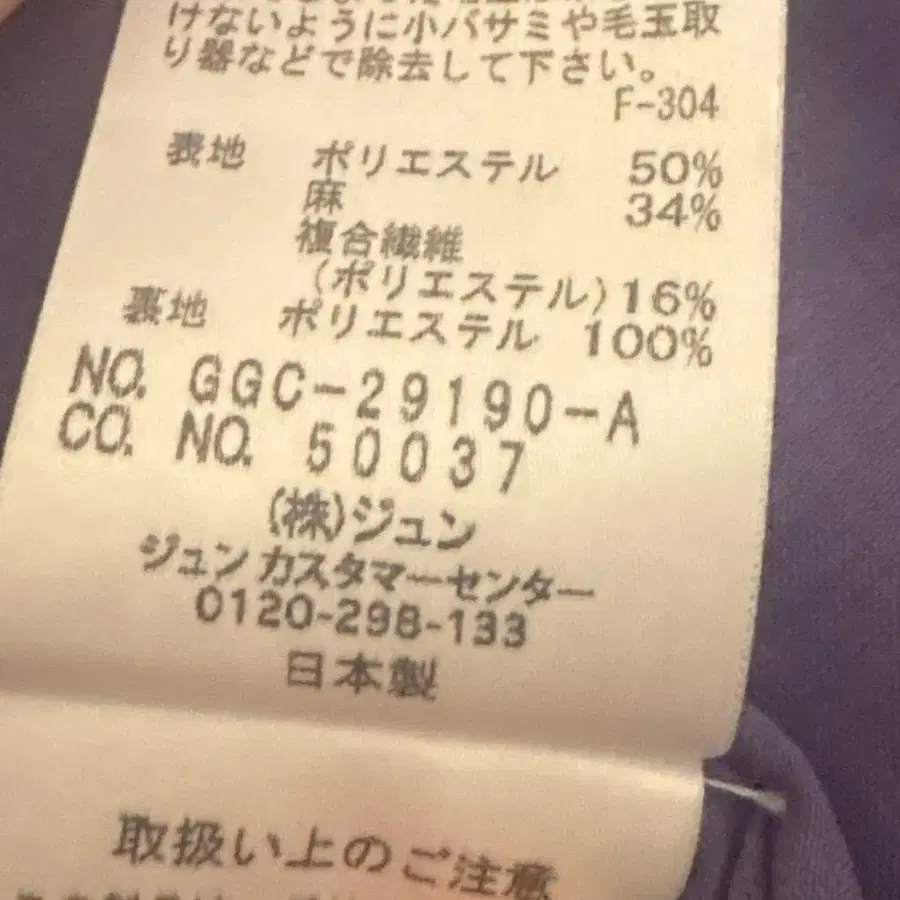 けないように小バサミや毛玉取
り器などで除去して下さい。
F-304
表地 ポリエステル 50%
麻 34%
複合繊維
(ポリエステル)16%
裏地 ポリエステル 100%
NO. GGC-29190-A
CO. NO. 50037
(株)ジュン
ジュン カスタマーセンター
0120-298-133
日本製
取扱い上のご注意